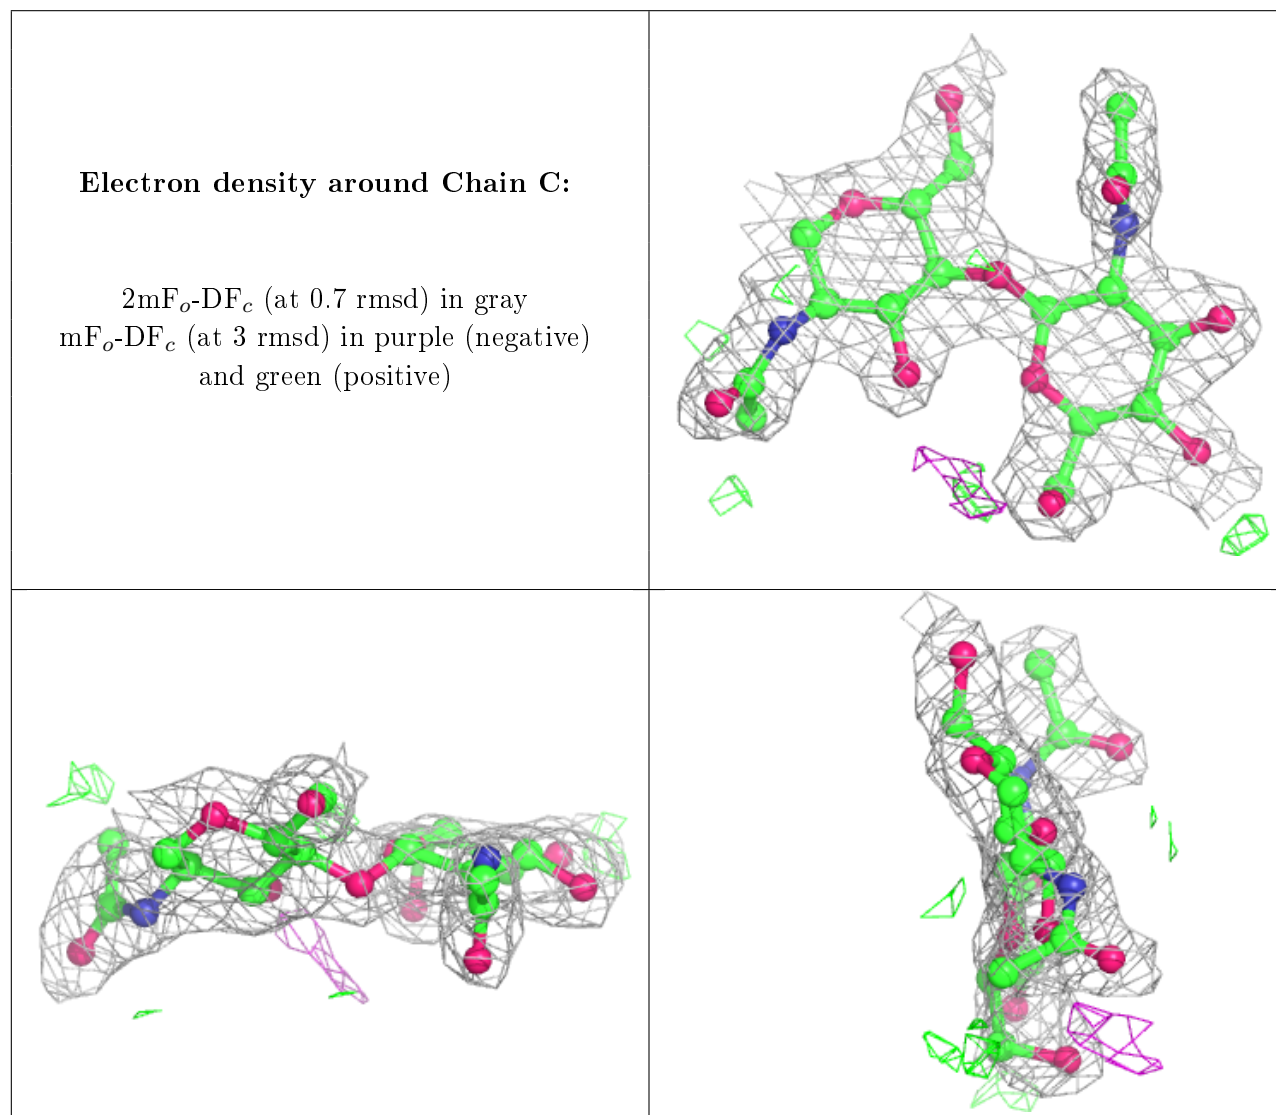 Electron density around Chain C:
2mFₒ-DF𝒸 (at 0.7 rmsd) in gray
mFₒ-DF𝒸 (at 3 rmsd) in purple (negative)
and green (positive)